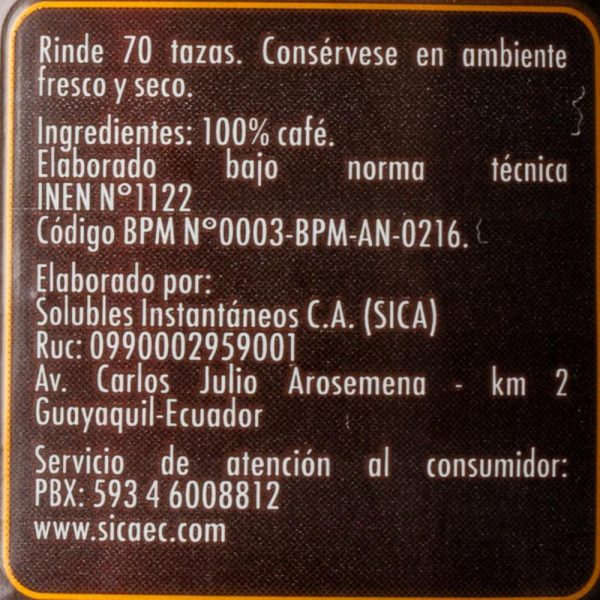 Rinde 70 tazas. Consérvese en ambiente
fresco y seco.
Ingredientes: 100% café.
Elaborado bajo norma técnica
INEN N°1122
Código BPM N°0003-BPM-AN-0216.
Elaborado por:
Solubles Instantáneos C.A. (SICA)
Ruc: 0990002959001
Av. Carlos Julio Arosemena - km 2
Guayaquil-Ecuador
Servicio de atención al consumidor:
PBX: 593 4 6008812
www.sicaec.com